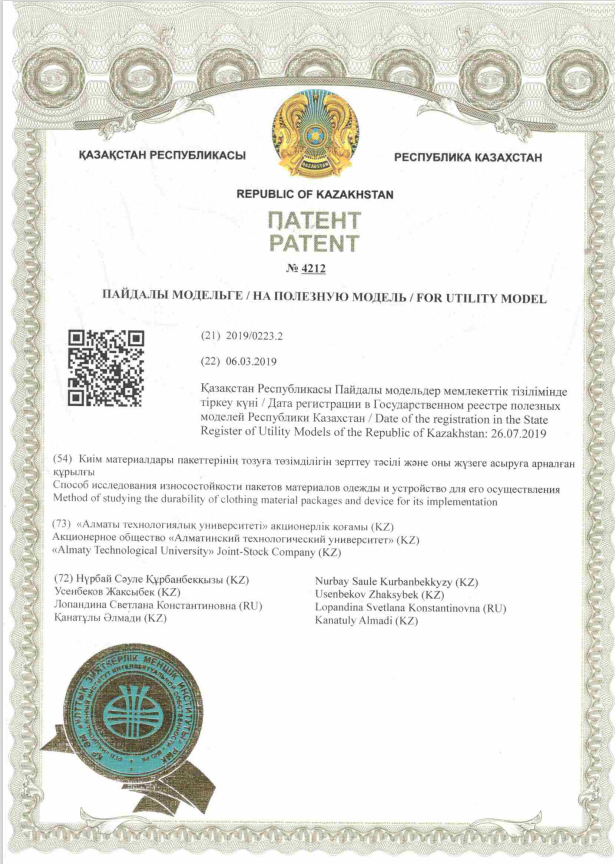 ҚАЗАҚСТАН РЕСПУБЛИКАСЫ
РЕСПУБЛИКА КАЗАХСТАН
REPUBLIC OF KAZAKHSTAN
ПАТЕНТ
PATENT
№ 4212
ПАЙДАЛЫ МОДЕЛЬГЕ / НА ПОЛЕЗНУЮ МОДЕЛЬ / FOR UTILITY MODEL
(21) 2019/0223.2
(22) 06.03.2019
Қазақстан Республикасы Пайдалы модельдер мемлекеттік тізілімінде
тіркеу күні / Дата регистрации в Государственном реестре полезных
моделей Республики Казахстан / Date of the registration in the State
Register of Utility Models of the Republic of Kazakhstan: 26.07.2019
(54) Киім материалдары пакеттерінің тозуға төзімділігін зерттеу тәсілі және оны жүзеге асыруға арналған
құрылғы
Способ исследования износостойкости пакетов материалов одежды и устройство для его осуществления
Method of studying the durability of clothing material packages and device for its implementation
(73) «Алматы технологиялық университеті» акционерлік қоғамы (KZ)
Акционерное общество «Алматинский технологический университет» (KZ)
«Almaty Technological University» Joint-Stock Company (KZ)
(72) Нұрбай Сәуле Құрбанбекқызы (KZ)
Усенбеков Жаксыбек (KZ)
Лопандина Светлана Константиновна (RU)
Қанатұлы Әлмади (KZ)
Nurbay Saule Kurbanbekkyzy (KZ)
Usenbekov Zhaksybek (KZ)
Lopandina Svetlana Konstantinovna (RU)
Kanatuly Almadi (KZ)